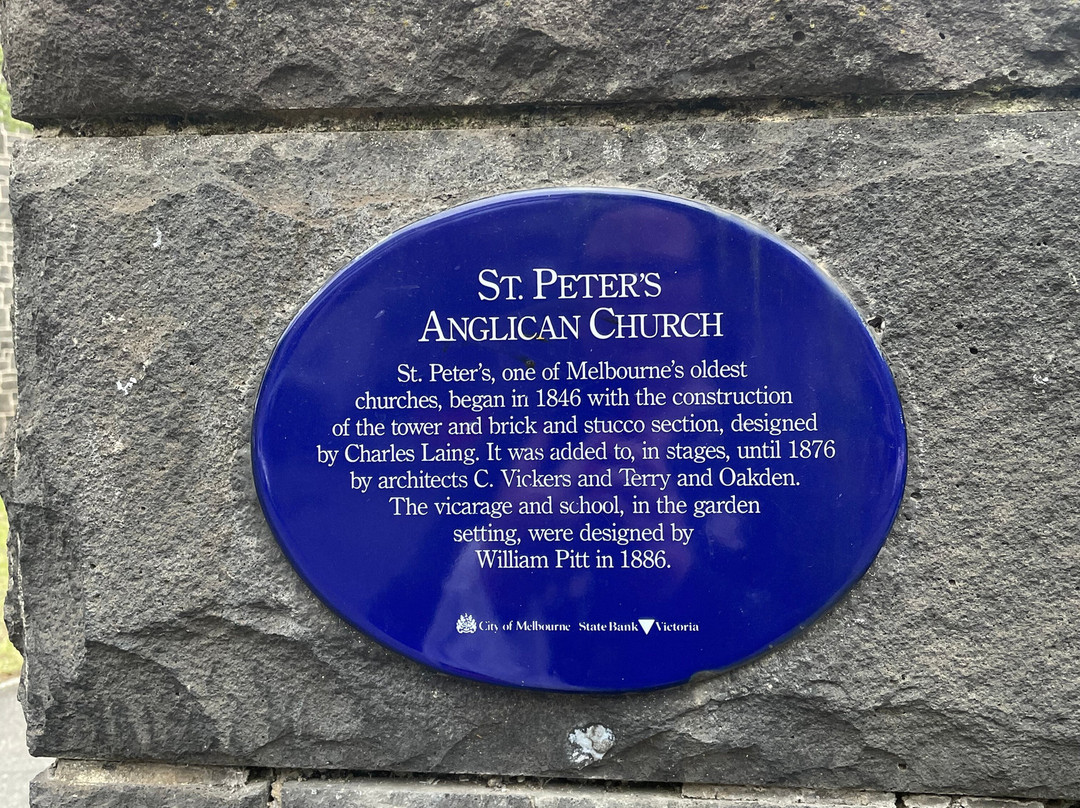 ST. PETER'S
ANGLICAN CHURCH
St. Peter's, one of Melbourne's oldest
churches, began in 1846 with the construction
of the tower and brick and stucco section, designed
by Charles Laing. It was added to, in stages, until 1876
by architects C. Vickers and Terry and Oakden.
The vicarage and school, in the garden
setting, were designed by
William Pitt in 1886.
City of Melbourne State Bank Victoria